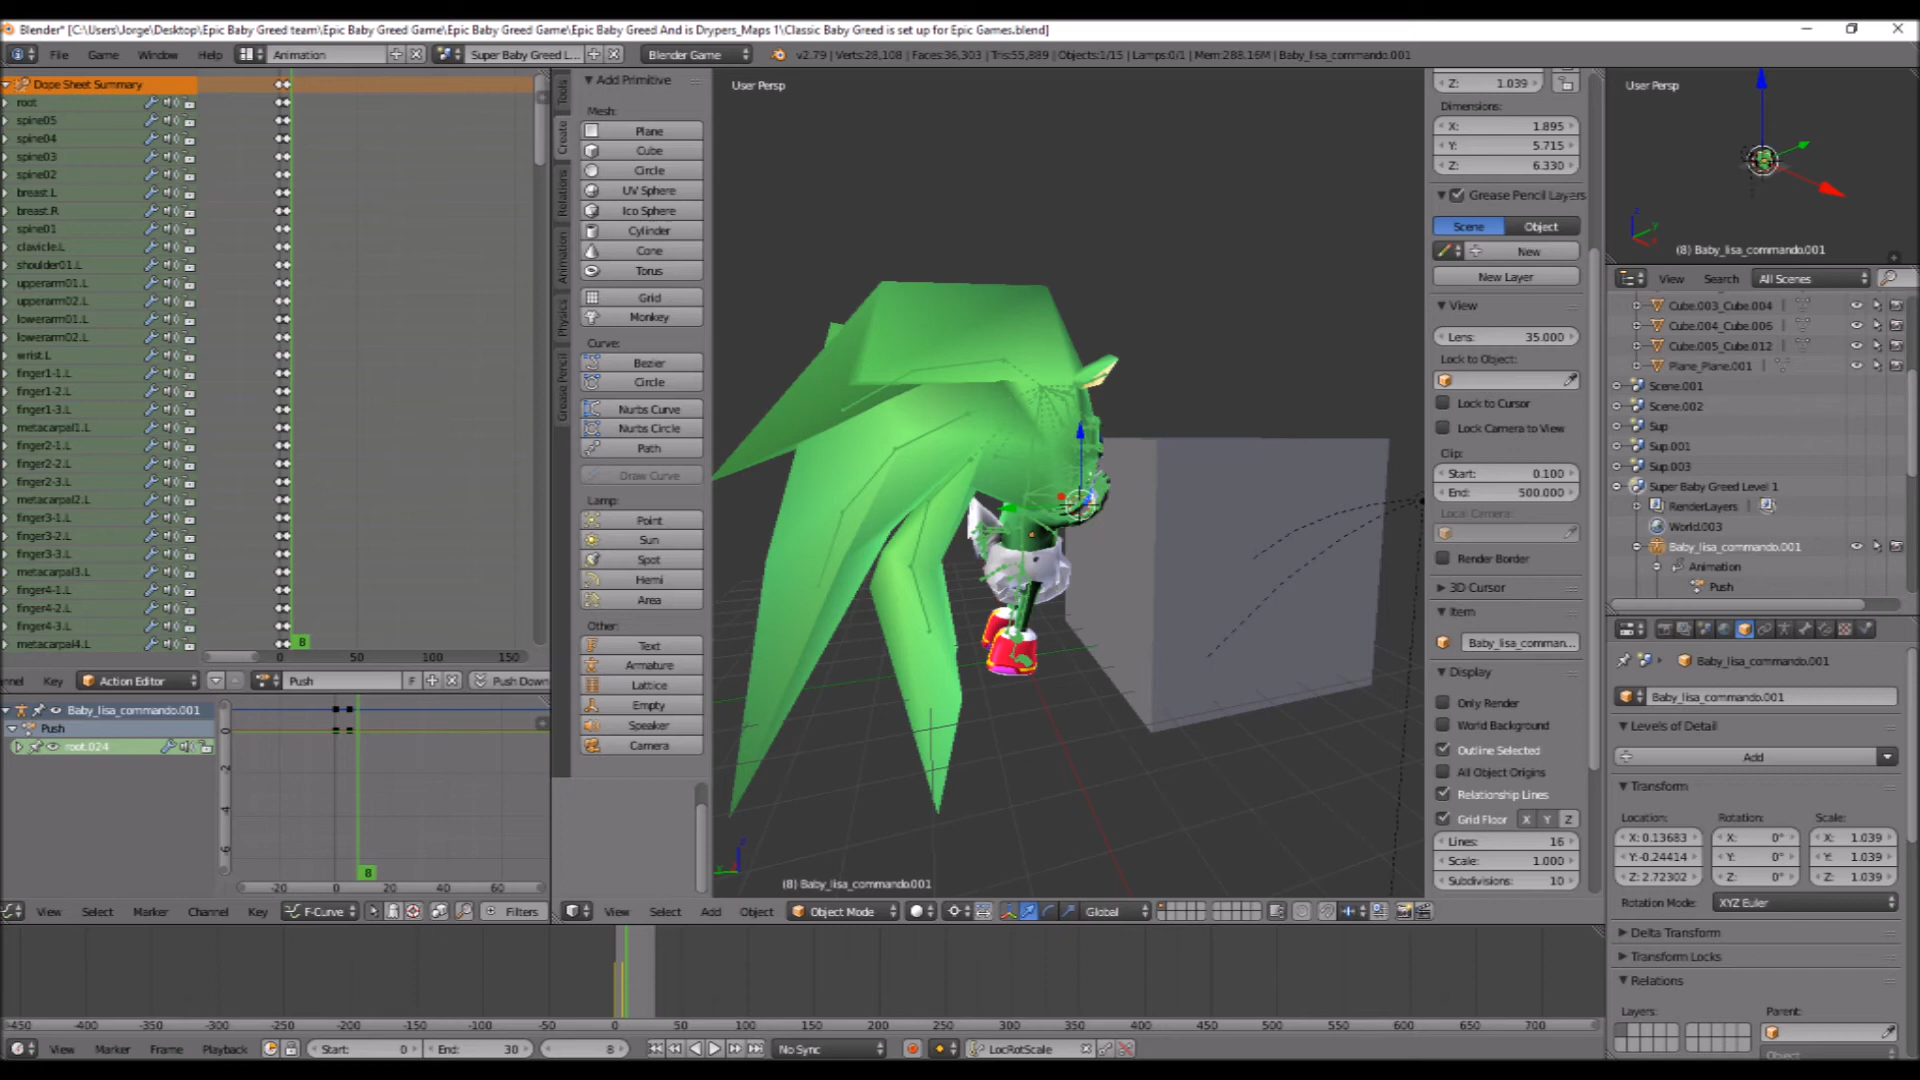 Blender* [C:\Users\Jorge\Desktop\Epic Baby Greed team\Epic Baby Greed Game\Epic Baby Greed Game\Epic Baby Greed And is Drypers_Maps 1\Classic Baby Greed is set up for Epic Games.blend]
File Game Window Help Animation Super Baby Greed L... Blender Game v2.79 | Verts:28,108 | Faces:36,303 | Tris:55,889 | Objects:1/15 | Lamps:0/1 | Mem:288.16M | Baby_lisa_commando.001
Dope Sheet Summary
root
spine05
spine04
spine03
spine02
breast.L
breast.R
spine01
clavicle.L
shoulder01.L
upperarm01.L
upperarm02.L
lowerarm01.L
lowerarm02.L
wrist.L
finger1-1.L
finger1-2.L
finger1-3.L
metacarpal1.L
finger2-1.L
finger2-2.L
finger2-3.L
metacarpal2.L
finger3-1.L
finger3-2.L
finger3-3.L
metacarpal3.L
finger4-1.L
finger4-2.L
finger4-3.L
metacarpal4.L
8
0 50 100 150
Key Action Editor Push F Push Down
Baby_lisa_commando.001
Push
root.024
0
-2
-4
-6
8
-20 0 20 40 60
View Select Marker Channel Key F-Curve Filters
Tools
Create
Relations
Animation
Physics
Grease Pencil
Add Primitive
Mesh:
Plane
Cube
Circle
UV Sphere
Ico Sphere
Cylinder
Cone
Torus
Grid
Monkey
Curve:
Bezier
Circle
Nurbs Curve
Nurbs Circle
Path
Draw Curve
Lamp:
Point
Sun
Spot
Hemi
Area
Other:
Text
Armature
Lattice
Empty
Speaker
Camera
User Persp
(8) Baby_lisa_commando.001
View Select Add Object Object Mode Global
Z: 1.039
Dimensions:
X: 1.895
Y: 5.715
Z: 6.330
Grease Pencil Layers
Scene Object
New
New Layer
View
Lens: 35.000
Lock to Object:
Lock to Cursor
Lock Camera to View
Clip:
Start: 0.100
End: 500.000
Local Camera:
Render Border
3D Cursor
Item
Baby_lisa_comman...
Display
Only Render
World Background
Outline Selected
All Object Origins
Relationship Lines
Grid Floor X Y Z
Lines: 16
Scale: 1.000
Subdivisions: 10
User Persp
(8) Baby_lisa_commando.001
View Search All Scenes
Cube.003_Cube.004
Cube.004_Cube.006
Cube.005_Cube.012
Plane_Plane.001
Scene.001
Scene.002
Sup
Sup.001
Sup.003
Super Baby Greed Level 1
RenderLayers
World.003
Baby_lisa_commando.001
Animation
Push
Baby_lisa_commando.001
Baby_lisa_commando.001
Levels of Detail
Add
Transform
Location: Rotation: Scale:
X: 0.13683 X: 0° X: 1.039
Y:-0.24414 Y: 0° Y: 1.039
Z: 2.72302 Z: 0° Z: 1.039
Rotation Mode: XYZ Euler
Delta Transform
Transform Locks
Relations
Layers: Parent:
Object
-450 -400 -350 -300 -250 -200 -150 -100 -50 0 50 100 150 200 250 300 350 400 450 500 550 600 650 700
View Marker Frame Playback Start: 0 End: 30 8 No Sync LocRotScale